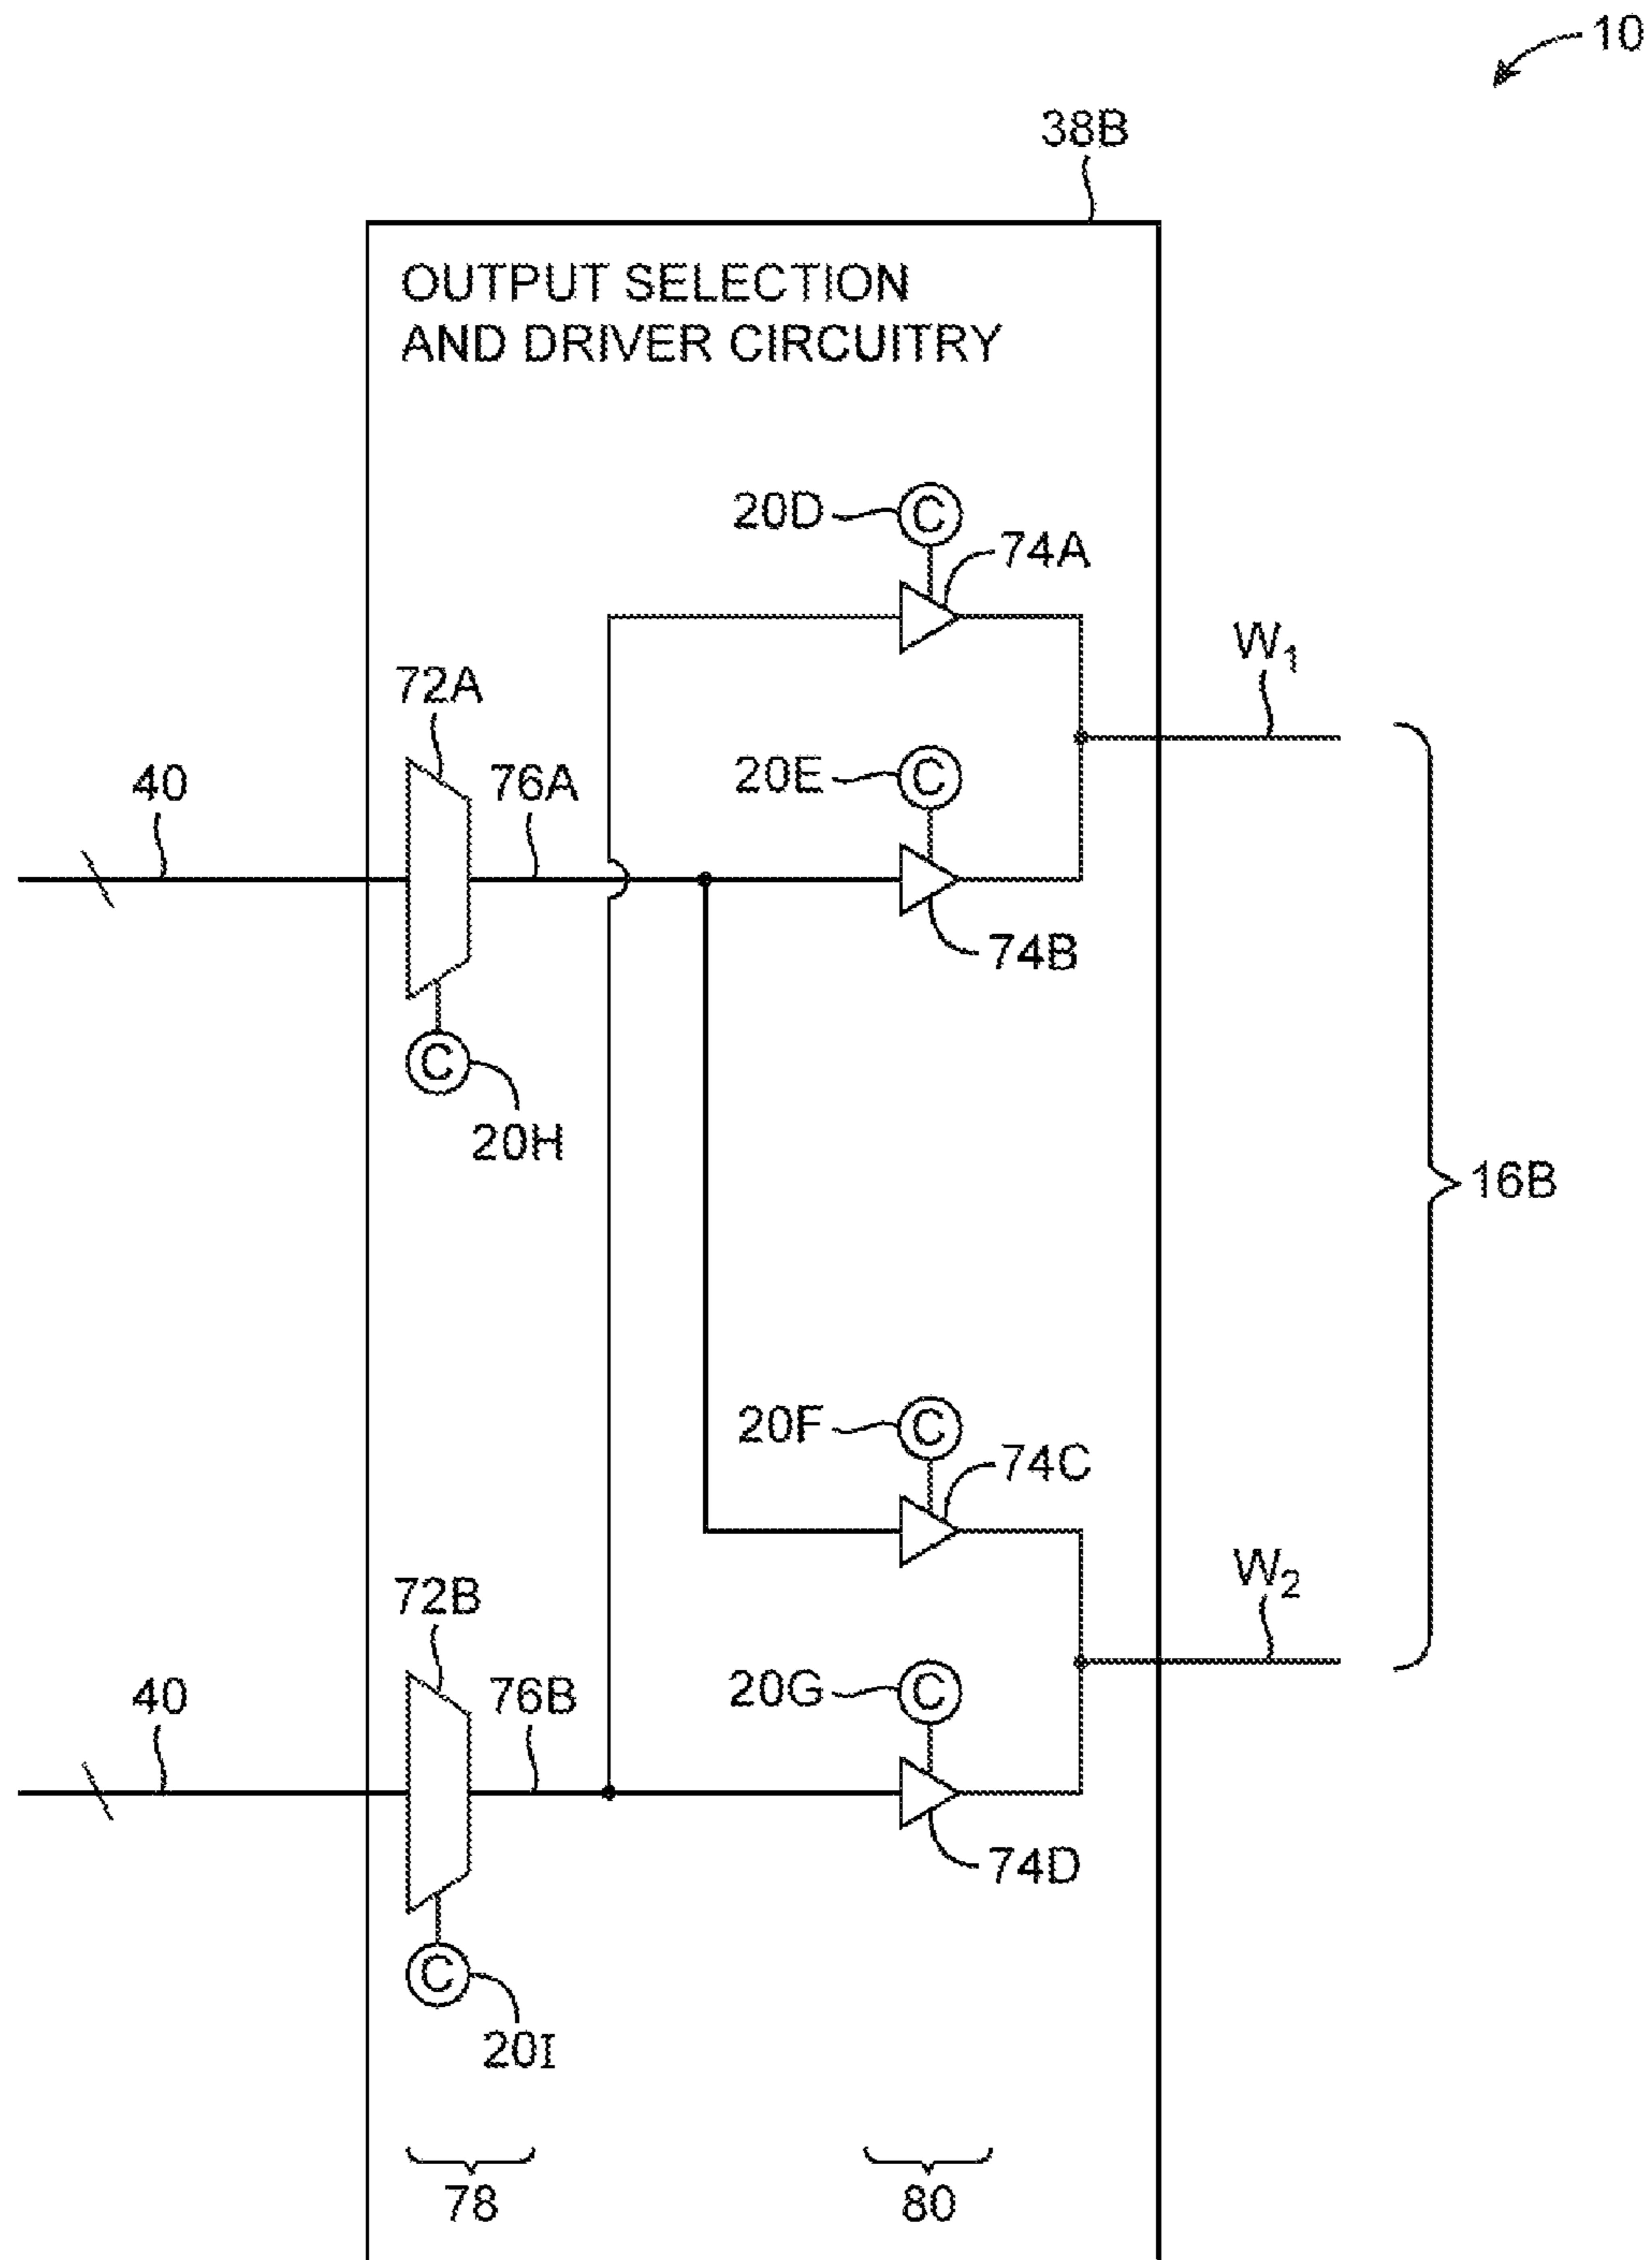 10
38B
OUTPUT SELECTION
AND DRIVER CIRCUITRY
20D
C
74A
W1
72A
40
76A
20E
C
74B
C
20H
16B
20F
C
74C
W2
72B
40
76B
20G
C
74D
C
20I
78
80